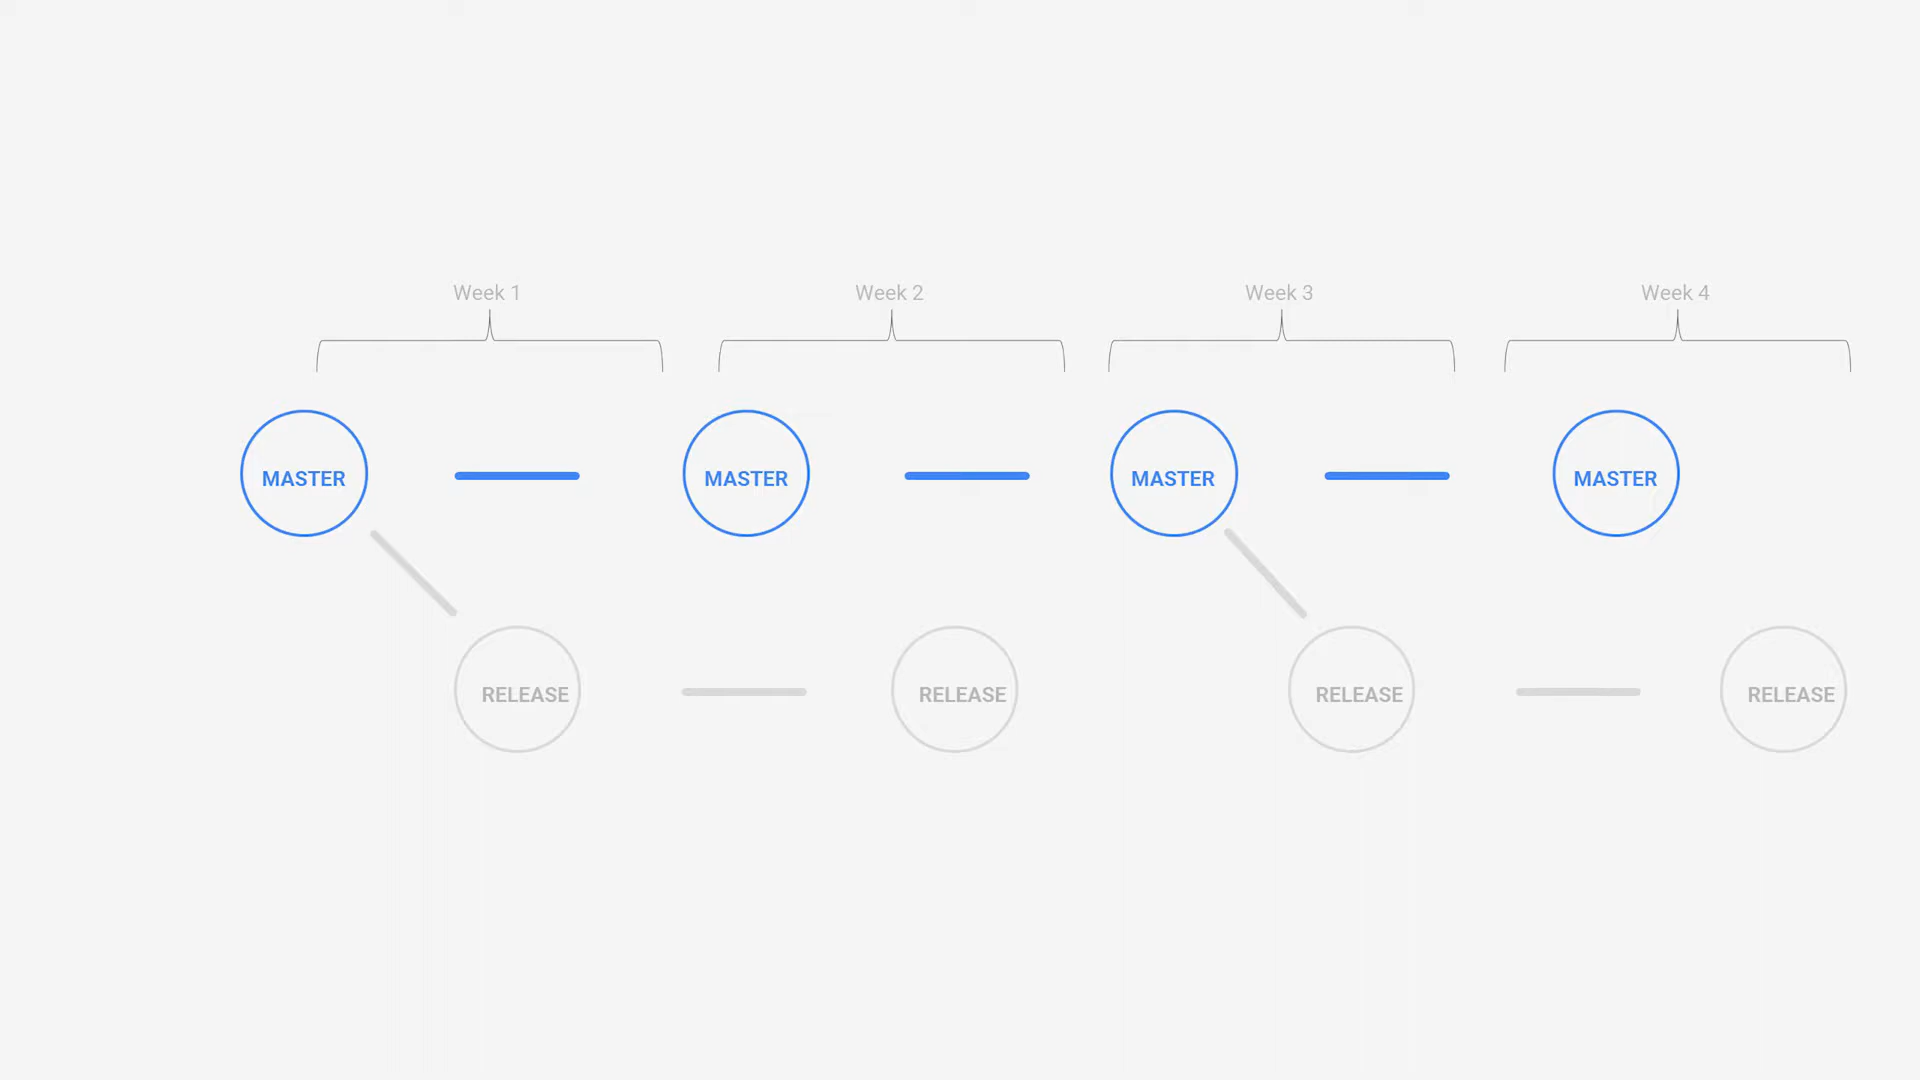 Week 1
Week 2
Week 3
Week 4
MASTER
MASTER
MASTER
MASTER
RELEASE
RELEASE
RELEASE
RELEASE